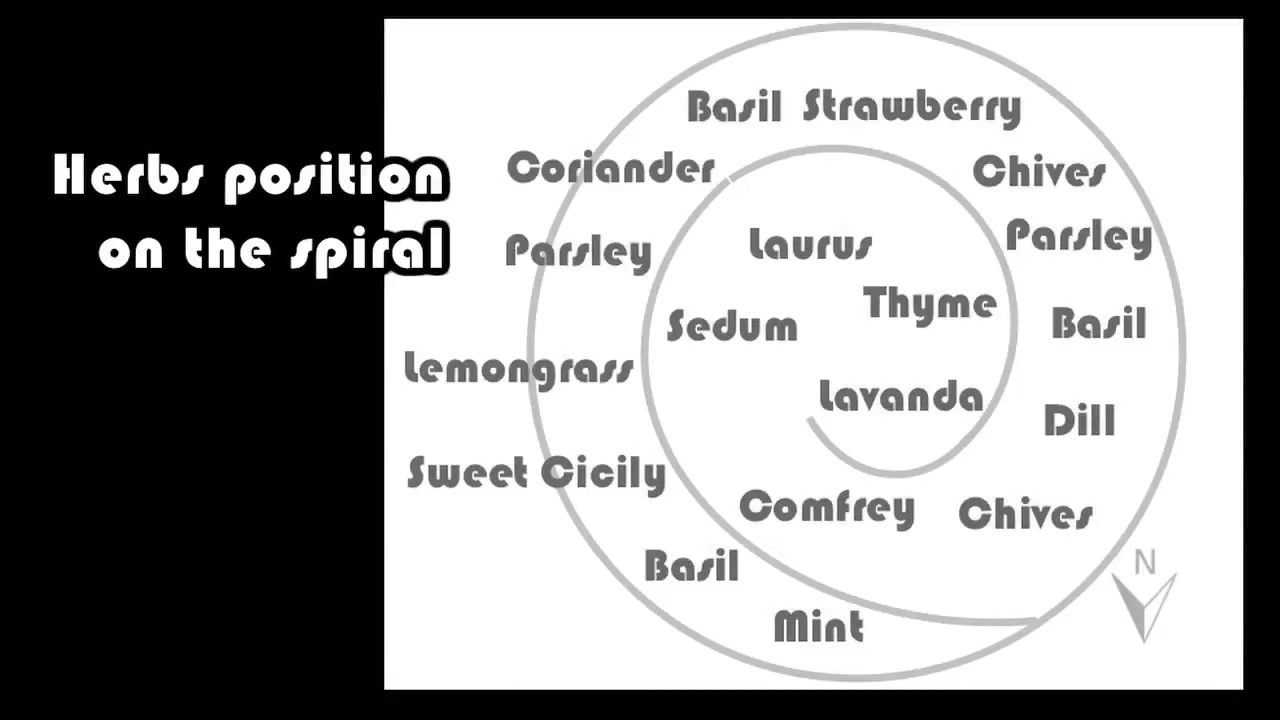 Herbs position
on the spiral
Basil Strawberry
Coriander
Chives
Parsley
Parsley
Laurus
Thyme
Sedum
Basil
Lemongrass
Lavanda
Dill
Sweet Cicily
Comfrey
Chives
Basil
Mint
N